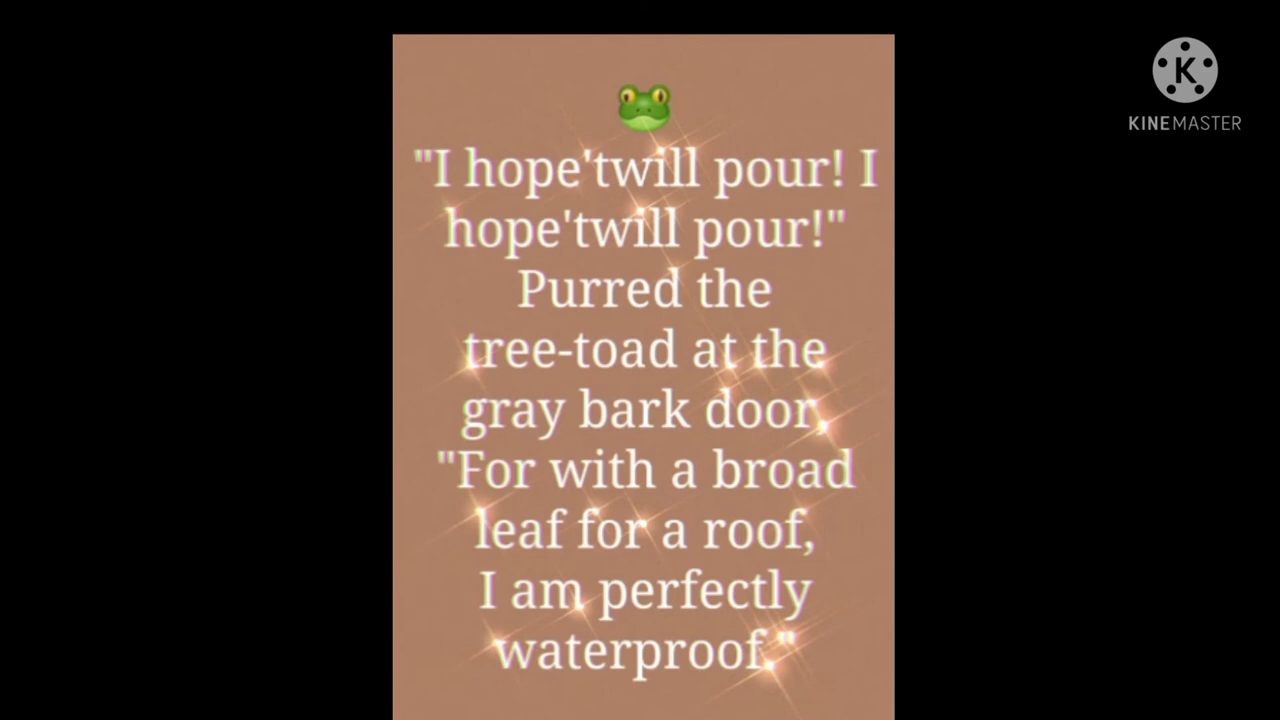 "I hope'twill pour! I
hope'twill pour!"
Purred the
tree-toad at the
gray bark door,
"For with a broad
leaf for a roof,
I am perfectly
waterproof."
K
KINEMASTER